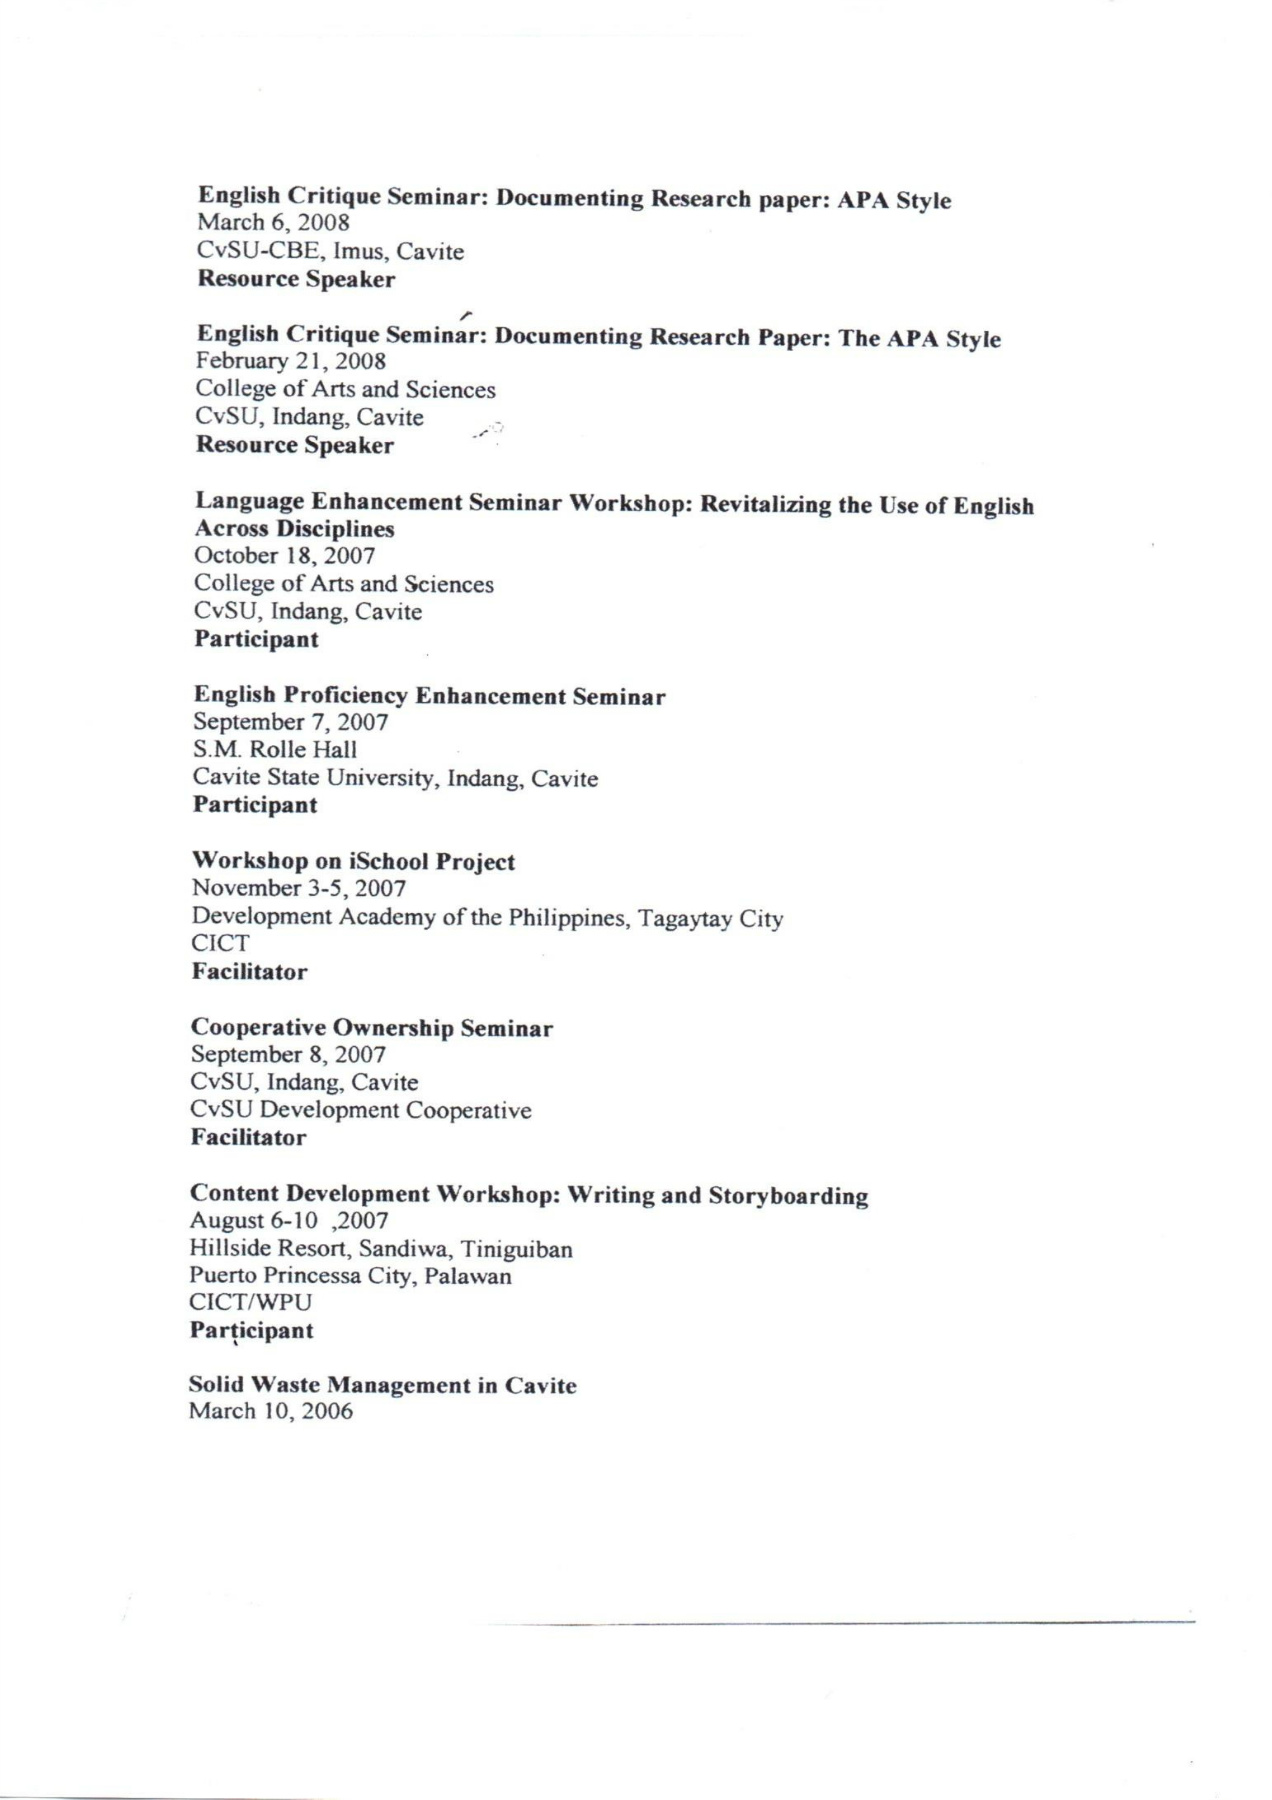 English Critique Seminar: Documenting Research paper: APA Style
March 6, 2008
CvSU-CBE, Imus, Cavite
Resource Speaker
English Critique Seminar: Documenting Research Paper: The APA Style
February 21, 2008
College of Arts and Sciences
CvSU, Indang, Cavite
Resource Speaker
Language Enhancement Seminar Workshop: Revitalizing the Use of English
Across Disciplines
October 18, 2007
College of Arts and Sciences
CvSU, Indang, Cavite
Participant
English Proficiency Enhancement Seminar
September 7, 2007
S.M. Rolle Hall
Cavite State University, Indang, Cavite
Participant
Workshop on iSchool Project
November 3-5, 2007
Development Academy of the Philippines, Tagaytay City
CICT
Facilitator
Cooperative Ownership Seminar
September 8, 2007
CvSU, Indang, Cavite
CvSU Development Cooperative
Facilitator
Content Development Workshop: Writing and Storyboarding
August 6-10 ,2007
Hillside Resort, Sandiwa, Tiniguiban
Puerto Princessa City, Palawan
CICT/WPU
Participant
Solid Waste Management in Cavite
March 10, 2006